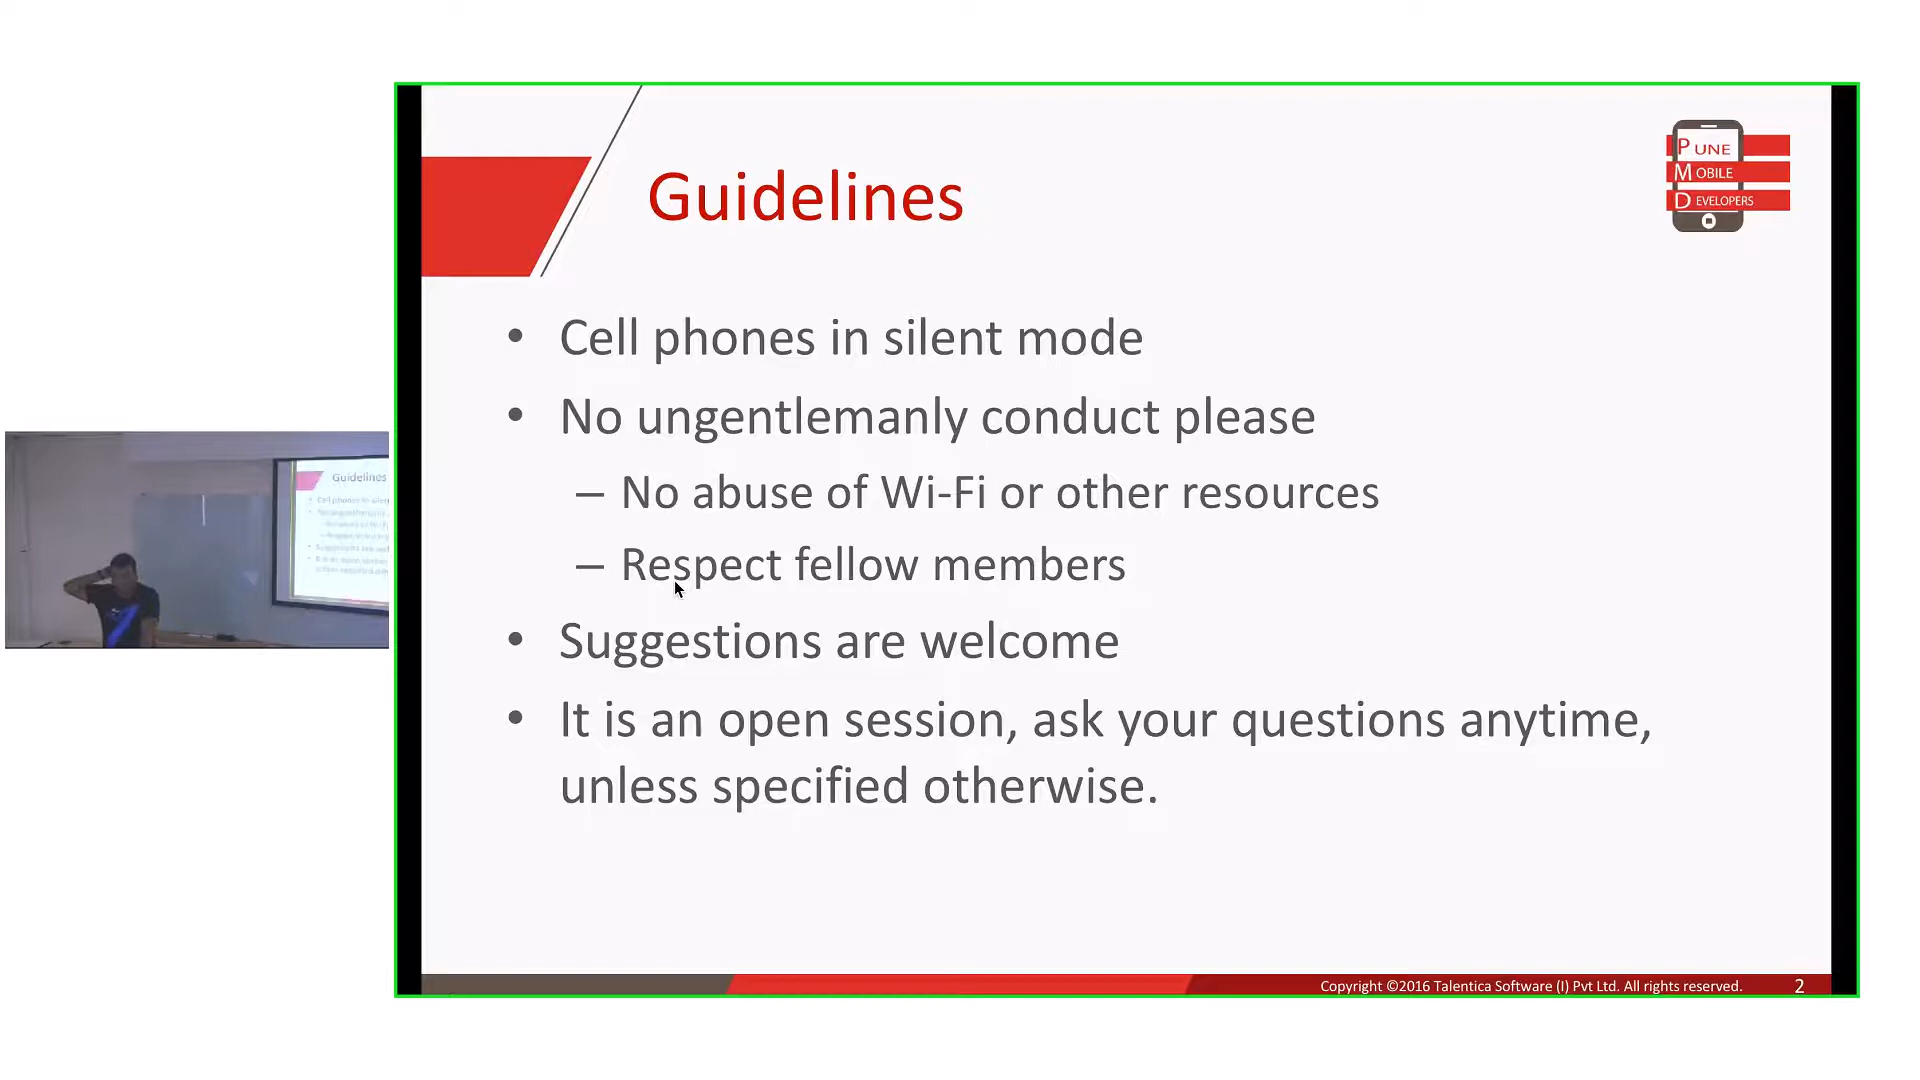 Guidelines
PUNE
MOBILE
DEVELOPERS
• Cell phones in silent mode
• No ungentlemanly conduct please
– No abuse of Wi-Fi or other resources
– Respect fellow members
• Suggestions are welcome
• It is an open session, ask your questions anytime,
unless specified otherwise.
Copyright ©2016 Talentica Software (I) Pvt Ltd. All rights reserved. 2
Guidelines